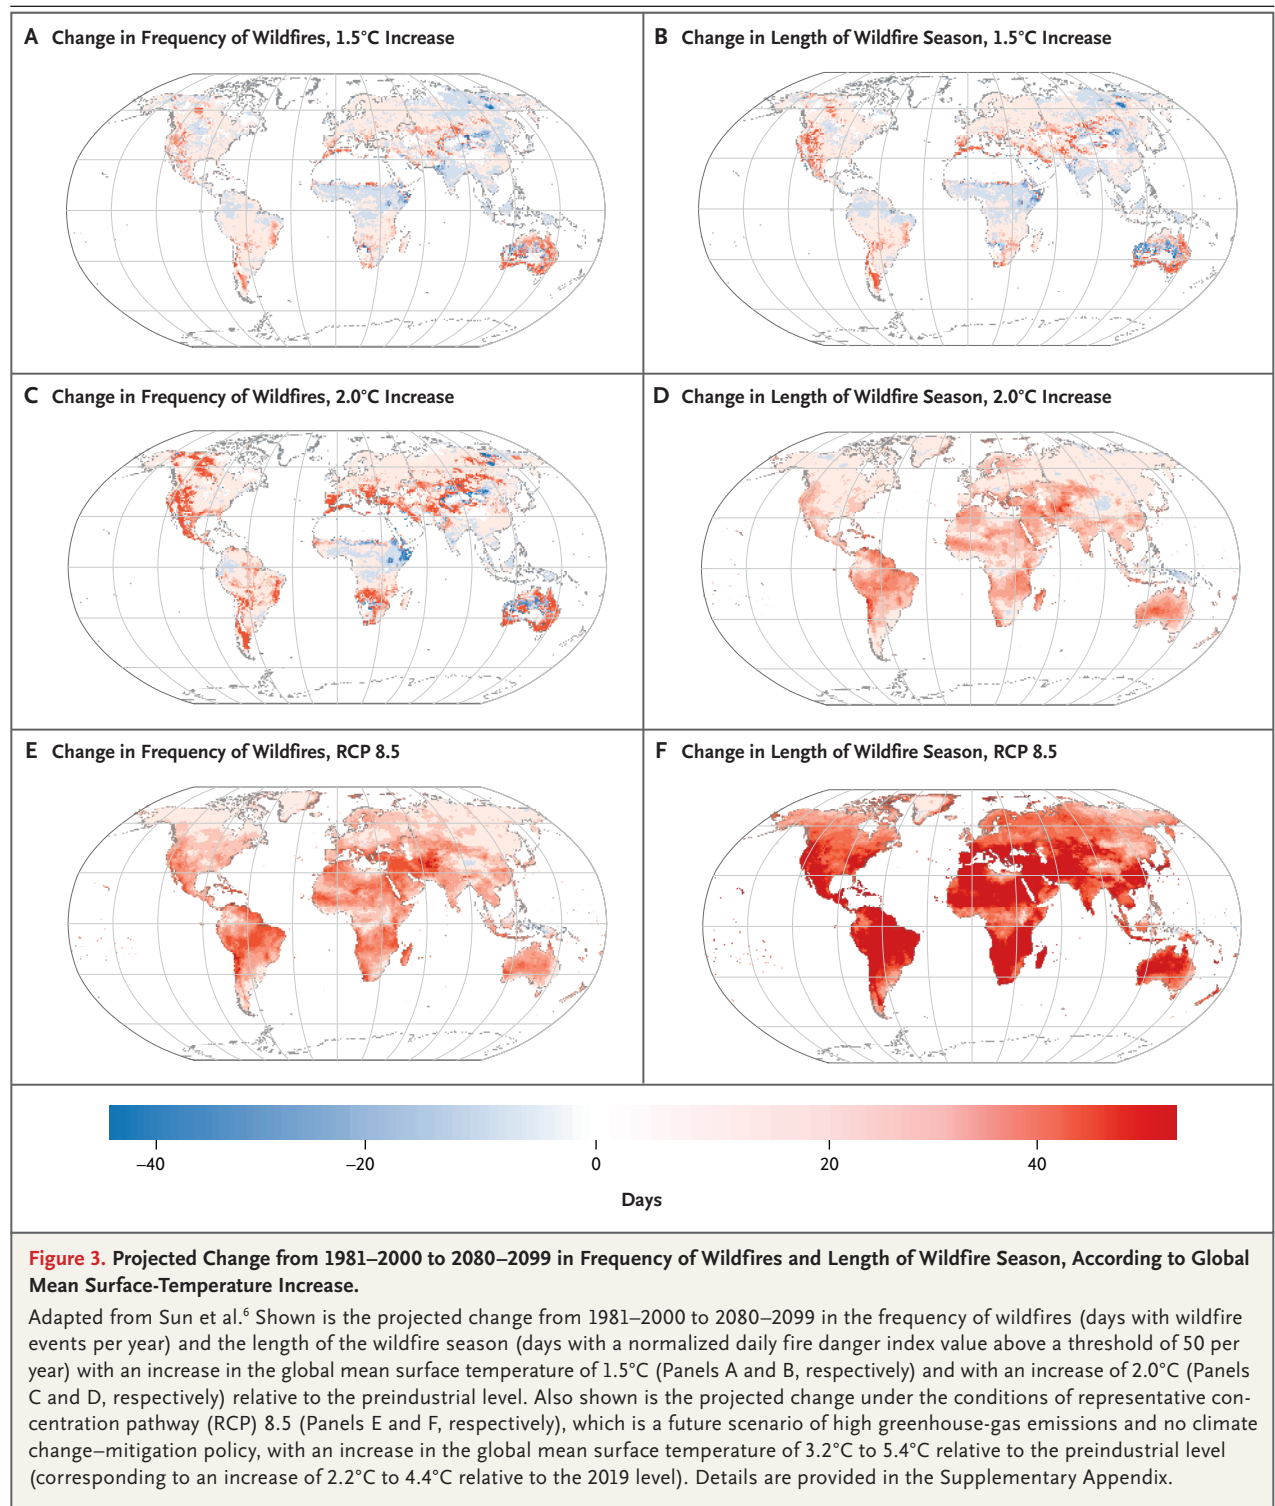 A Change in Frequency of Wildfires, 1.5°C Increase
B Change in Length of Wildfire Season, 1.5°C Increase
C Change in Frequency of Wildfires, 2.0°C Increase
D Change in Length of Wildfire Season, 2.0°C Increase
E Change in Frequency of Wildfires, RCP 8.5
F Change in Length of Wildfire Season, RCP 8.5
–40 –20 0 20 40
Days
Figure 3. Projected Change from 1981–2000 to 2080–2099 in Frequency of Wildfires and Length of Wildfire Season, According to Global
Mean Surface-Temperature Increase.
Adapted from Sun et al.⁶ Shown is the projected change from 1981–2000 to 2080–2099 in the frequency of wildfires (days with wildfire
events per year) and the length of the wildfire season (days with a normalized daily fire danger index value above a threshold of 50 per
year) with an increase in the global mean surface temperature of 1.5°C (Panels A and B, respectively) and with an increase of 2.0°C (Panels
C and D, respectively) relative to the preindustrial level. Also shown is the projected change under the conditions of representative con-
centration pathway (RCP) 8.5 (Panels E and F, respectively), which is a future scenario of high greenhouse-gas emissions and no climate
change–mitigation policy, with an increase in the global mean surface temperature of 3.2°C to 5.4°C relative to the preindustrial level
(corresponding to an increase of 2.2°C to 4.4°C relative to the 2019 level). Details are provided in the Supplementary Appendix.